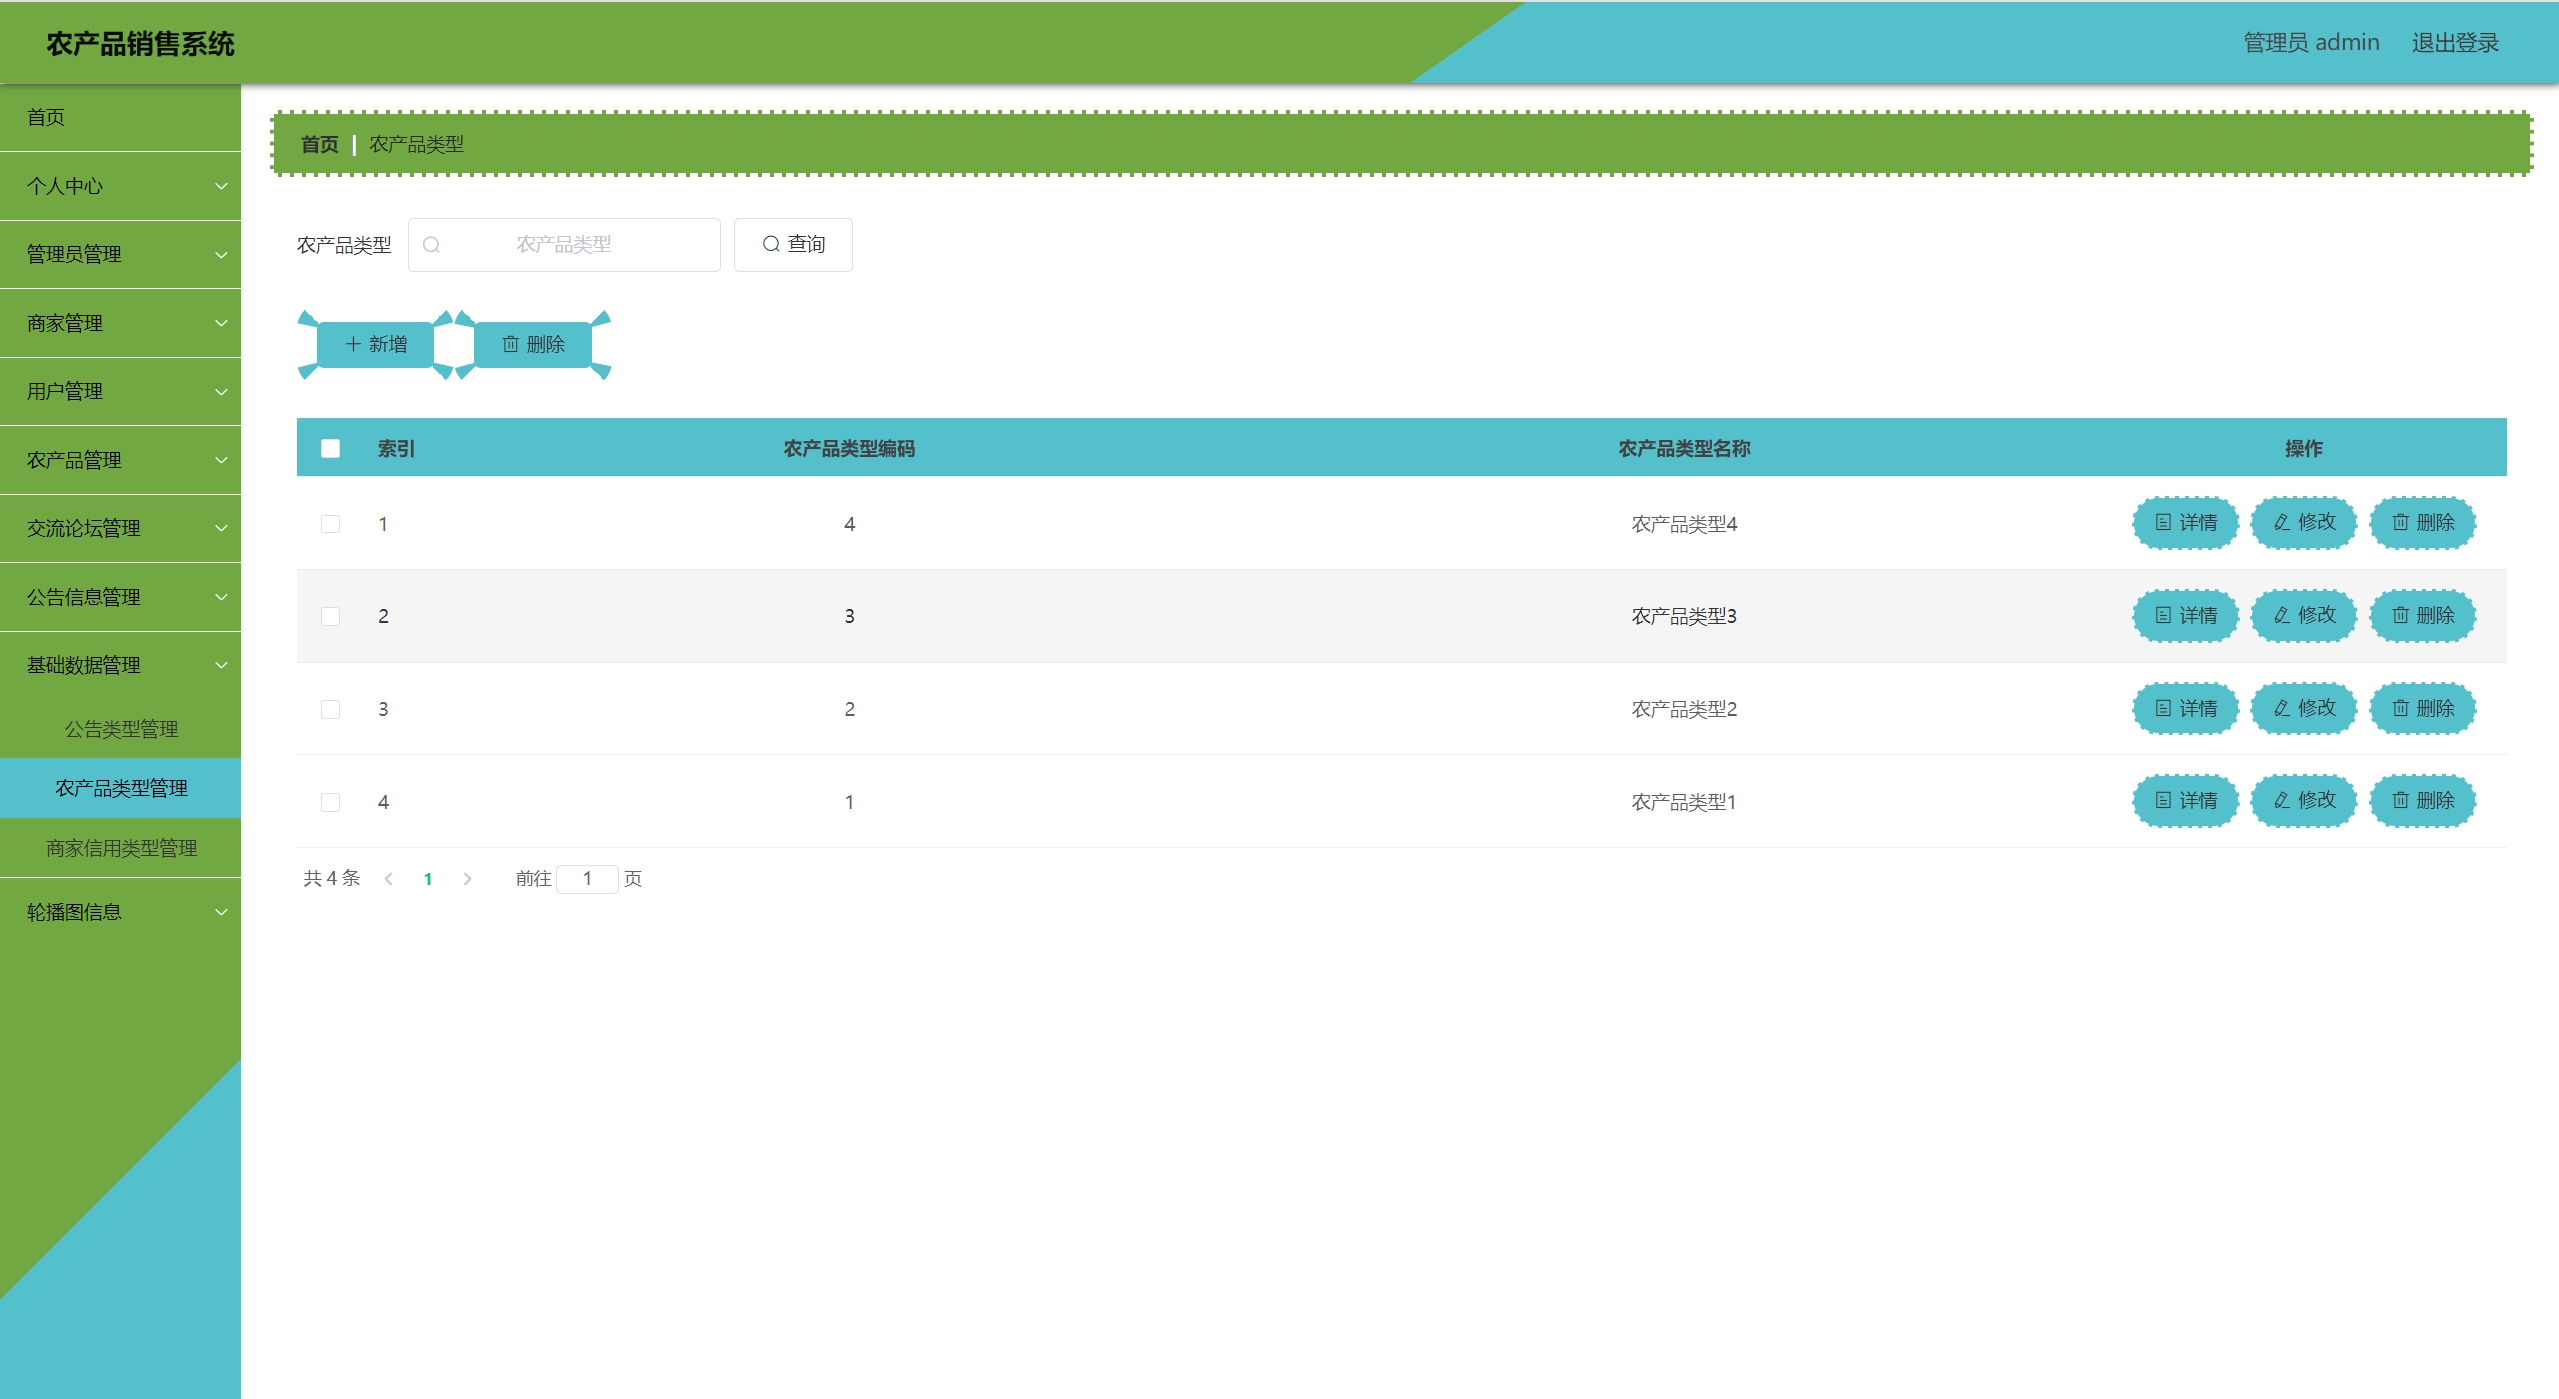 农产品销售系统
管理员 admin 退出登录
首页
个人中心
管理员管理
商家管理
用户管理
农产品管理
交流论坛管理
公告信息管理
基础数据管理
公告类型管理
农产品类型管理
商家信用类型管理
轮播图信息
首页 | 农产品类型
农产品类型 农产品类型 查询
新增 删除
索引 农产品类型编码 农产品类型名称 操作
1 4 农产品类型4 详情 修改 删除
2 3 农产品类型3 详情 修改 删除
3 2 农产品类型2 详情 修改 删除
4 1 农产品类型1 详情 修改 删除
共 4 条 1 前往 1 页